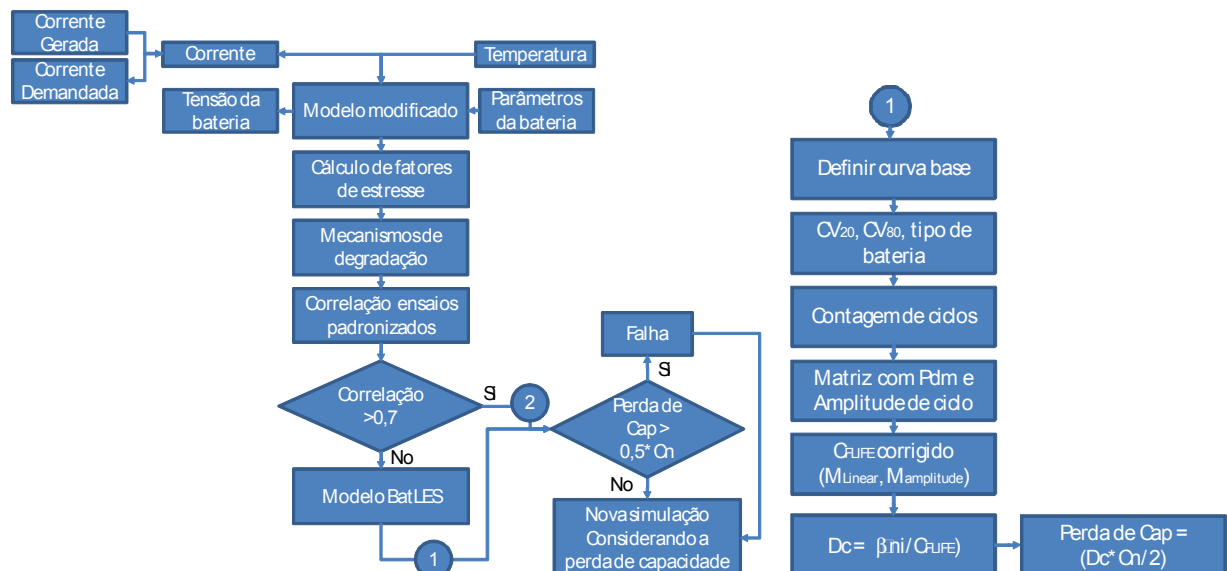 Corrente
Gerada
Corrente
Demandada
Corrente
Temperatura
Tensão da
bateria
Modelo modificado
Parâmetros
da bateria
Cálculo de fatores
de estresse
Mecanismos de
degradação
Correlação ensaios
padronizados
Correlação
>0,7
Si
No
2
Modelo BatLES
1
Falha
Si
Perda de
Cap >
0,5* Cn
No
Nova simulação
Considerando a
perda de capacidade
1
Definir curva base
CV20, CV80, tipo de
bateria
Contagem de ciclos
Matriz com Pdm e
Amplitude de ciclo
CFLIFE corrigido
(MLinear, Mamplitude)
Dc = ni/CFLIFE)
Perda de Cap =
(Dc* Cn/2)